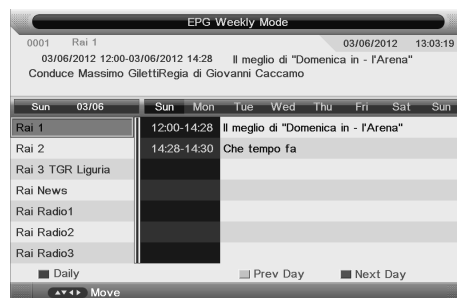 EPG Weekly Mode
0001 Rai 1 03/06/2012 13:03:19
03/06/2012 12:00-03/06/2012 14:28 Il meglio di "Domenica in - l'Arena"
Conduce Massimo GilettiRegia di Giovanni Caccamo
Sun 03/06 Sun Mon Tue Wed Thu Fri Sat Sun
Rai 1 12:00-14:28 Il meglio di "Domenica in - l'Arena"
Rai 2 14:28-14:30 Che tempo fa
Rai 3 TGR Liguria
Rai News
Rai Radio1
Rai Radio2
Rai Radio3
Daily Prev Day Next Day
Move